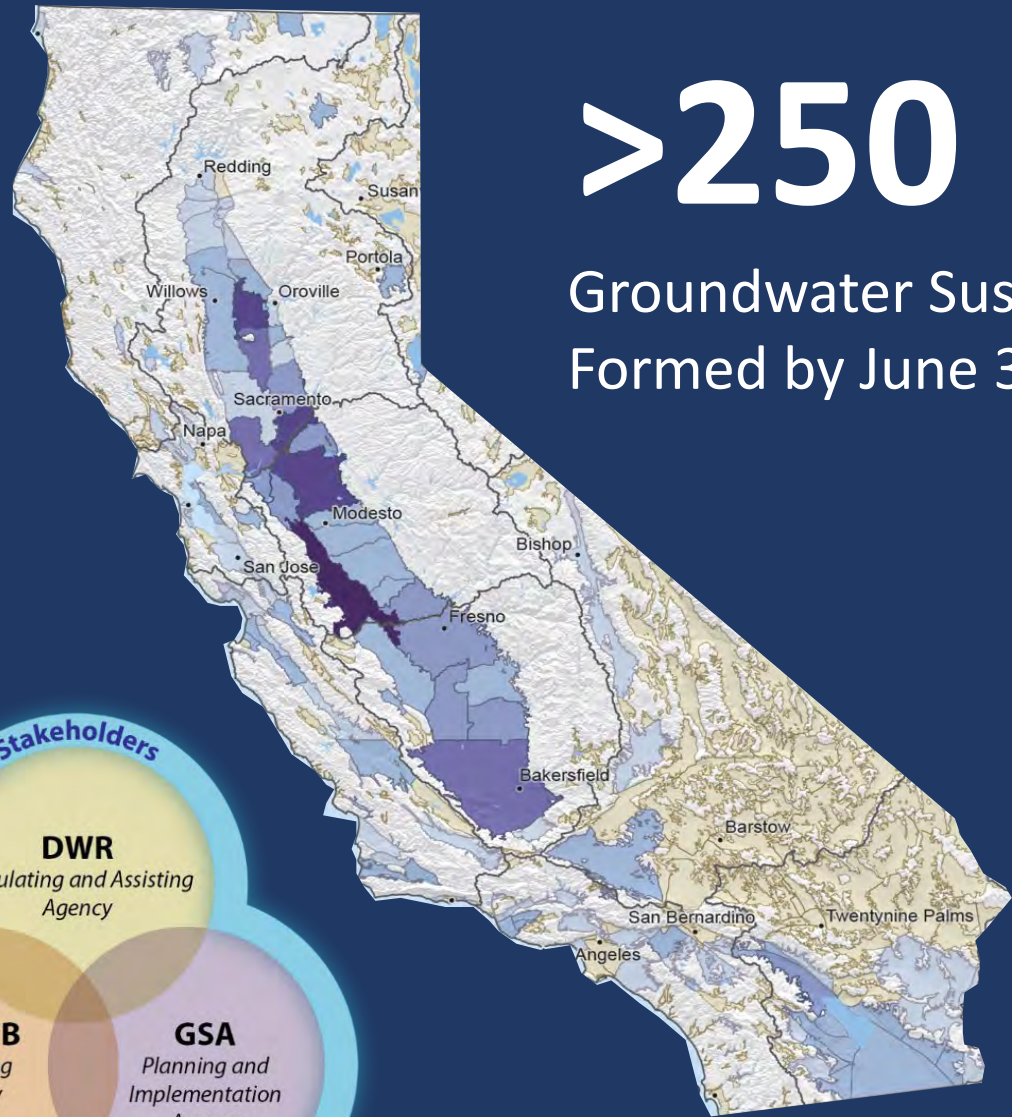 >250
Groundwater Sus
Formed by June 3
Redding
Susan
Portola
Willows
Oroville
Sacramento
Napa
Modesto
Bishop
San Jose
Fresno
Bakersfield
Barstow
San Bernardino
Twentynine Palms
Angeles
Stakeholders
DWR
ulating and Assisting
Agency
B
g
y
GSA
Planning and
Implementation